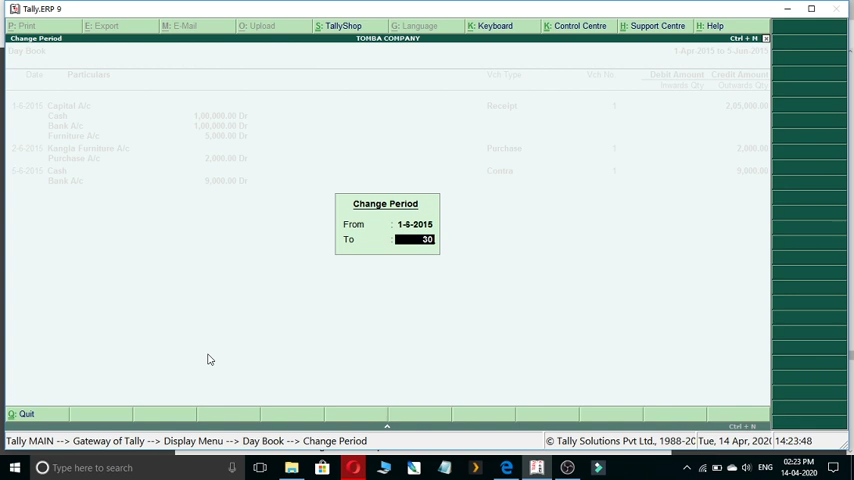 Tally.ERP 9
P: Print E: Export M: E-Mail O: Upload S: TallyShop G: Language K: Keyboard K: Control Centre H: Support Centre H: Help
Change Period TOMBA COMPANY Ctrl + M
Day Book 1-Apr-2015 to 5-Jun-2015
Date Particulars Vch Type Vch No. Debit Amount Credit Amount
Inwards Qty Outwards Qty
1-6-2015 Capital A/c Receipt 1 2,05,000.00
Cash 1,00,000.00 Dr
Bank A/c 1,00,000.00 Dr
Furniture A/c 5,000.00 Dr
2-6-2015 Kangla Furniture A/c Purchase 1 2,000.00
Purchase A/c 2,000.00 Dr
5-6-2015 Cash Contra 1 9,000.00
Bank A/c 9,000.00 Dr
Change Period
From : 1-6-2015
To : 30
Q: Quit
Ctrl + N
Tally MAIN --> Gateway of Tally --> Display Menu --> Day Book --> Change Period © Tally Solutions Pvt Ltd., 1988-20 Tue, 14 Apr, 2020 14:23:48
Type here to search ENG 02:23 PM
14-04-2020